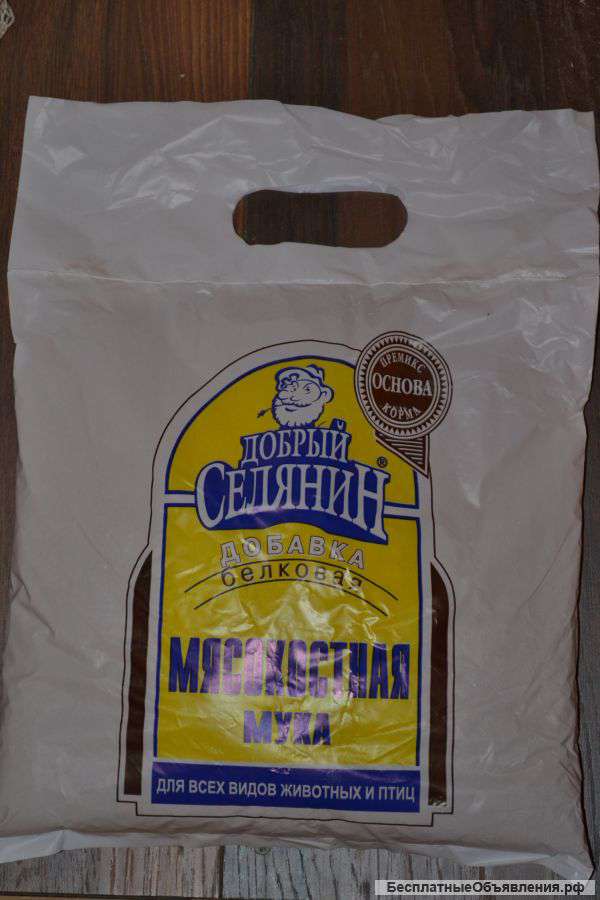 ПРЕМИКС
ОСНОВА
КОРМА
ДОБРЫЙ
СЕЛЯНИН®
ДОБАВКА
белковая
МЯСОКОСТНАЯ
МУКА
ДЛЯ ВСЕХ ВИДОВ ЖИВОТНЫХ И ПТИЦ
БесплатныеОбъявления.рф